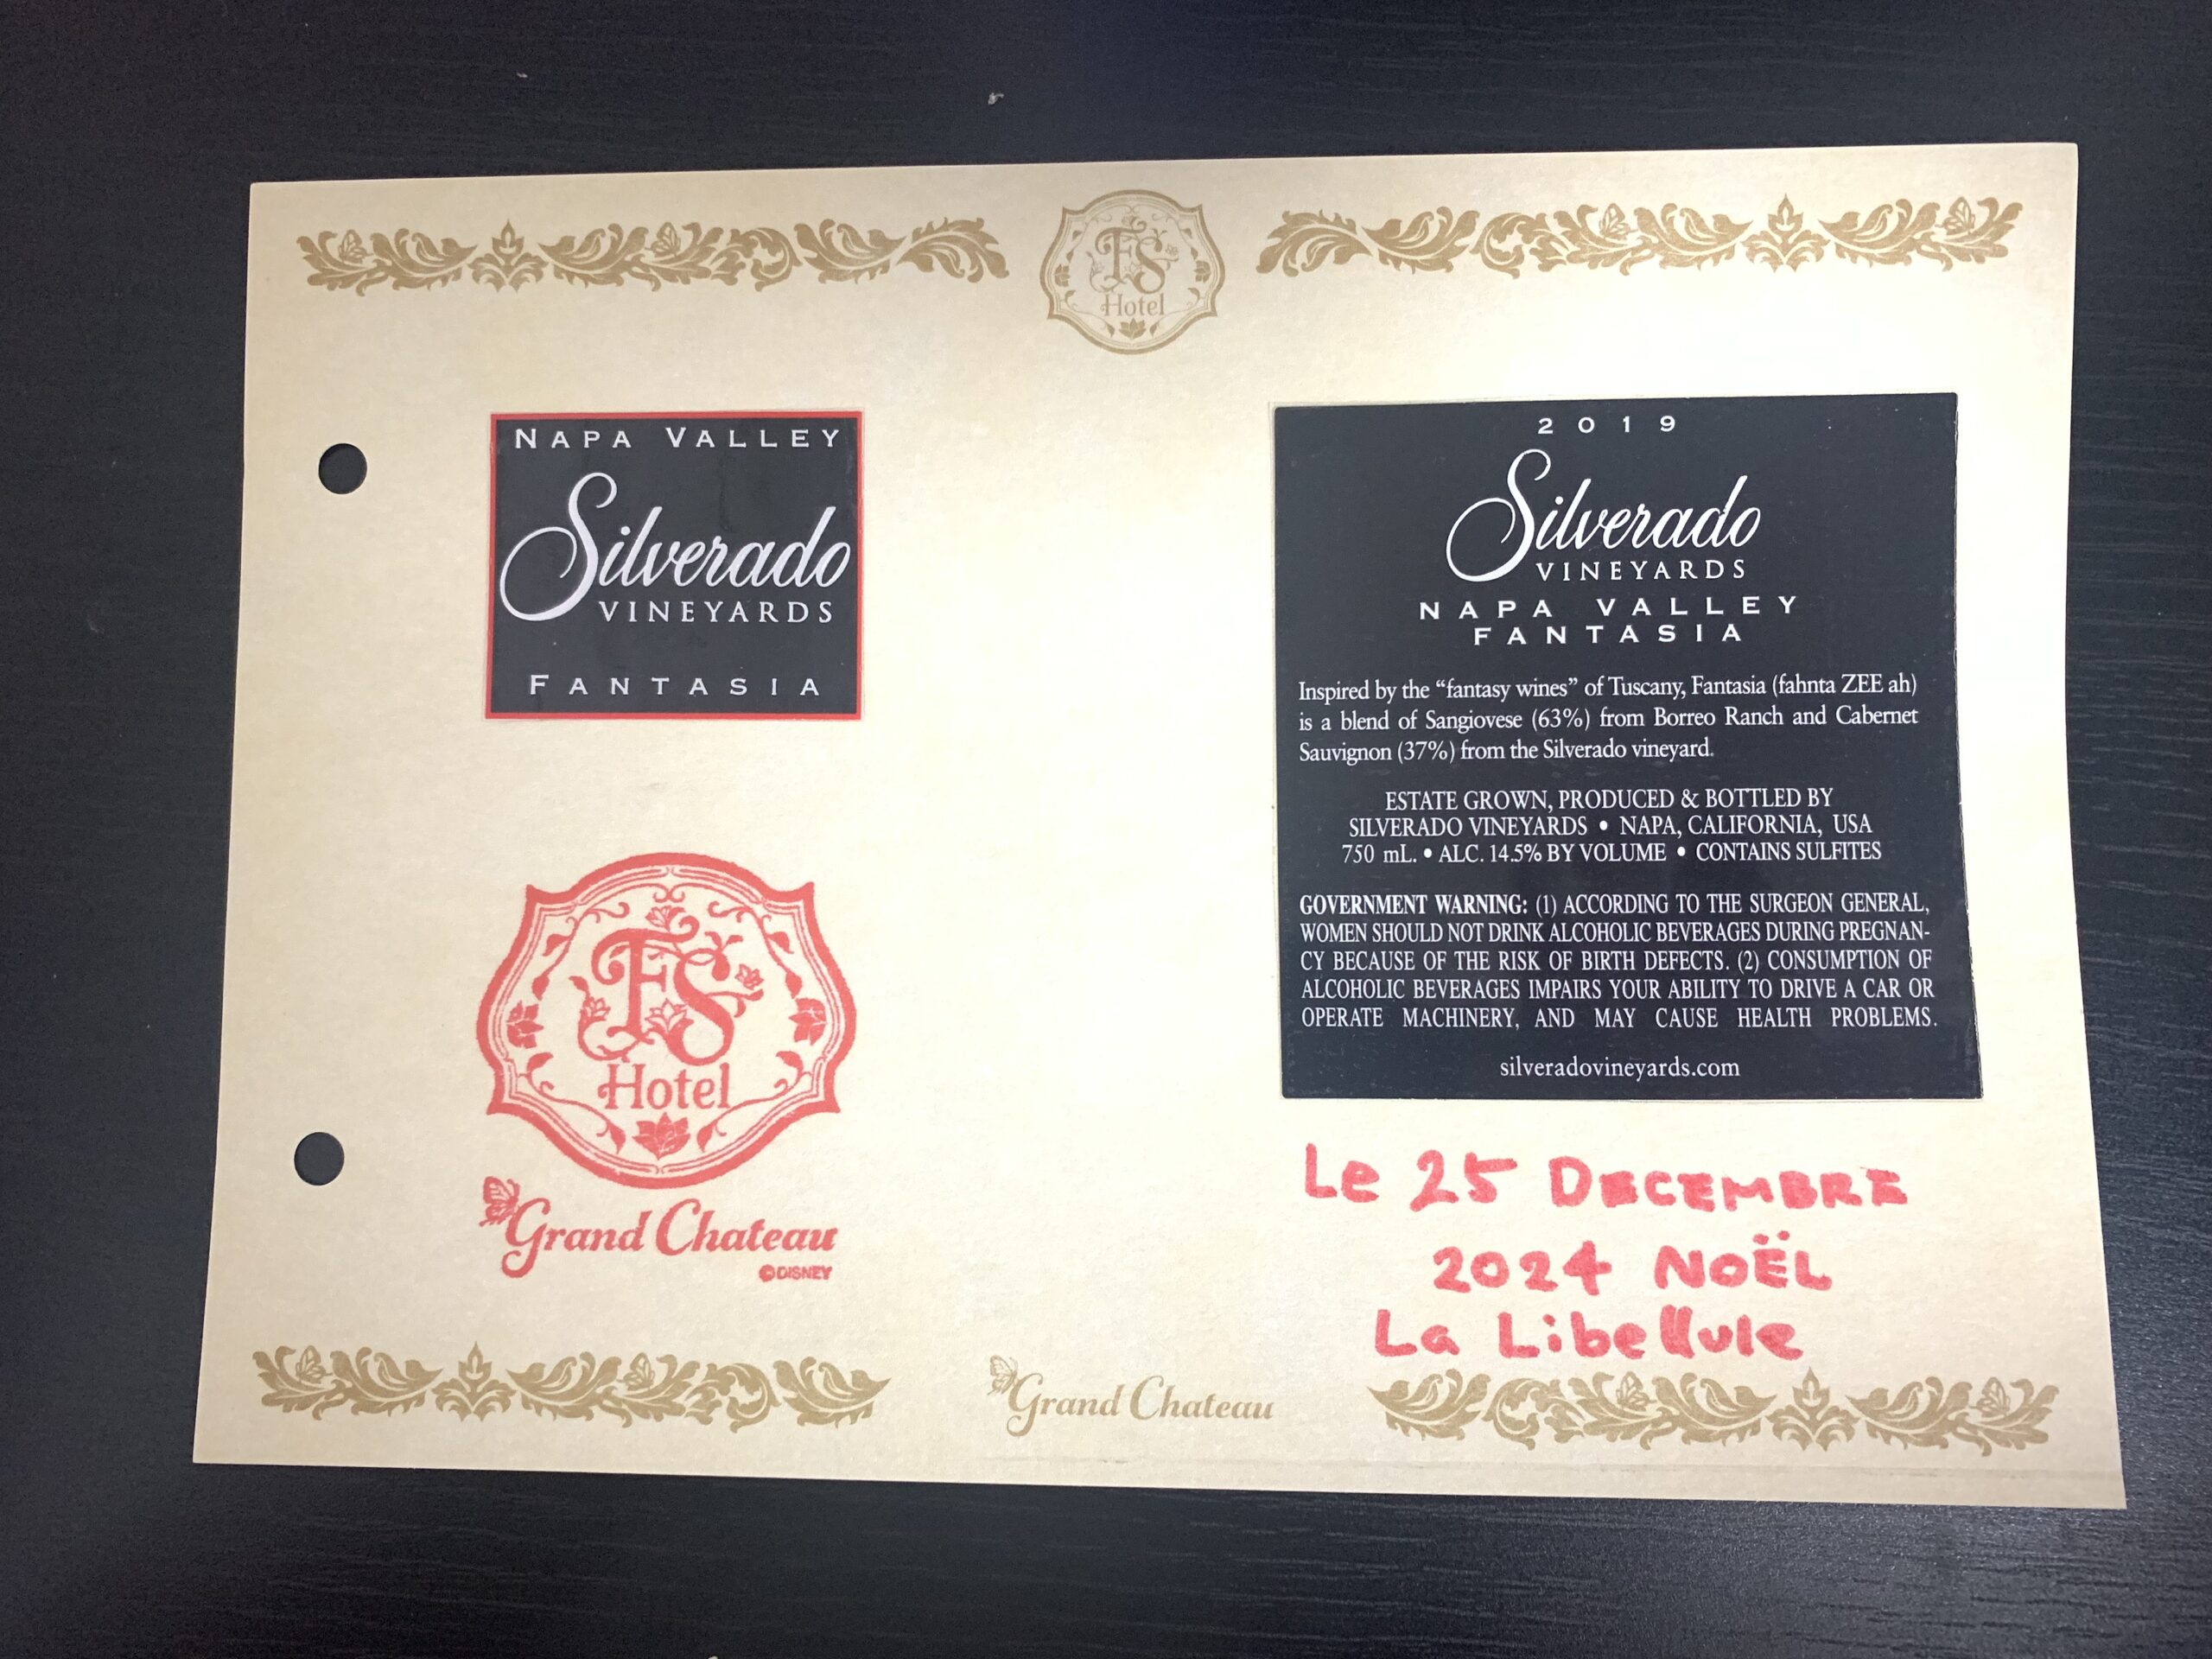 FS
Hotel
NAPA VALLEY
Silverado
VINEYARDS
FANTASIA
FS
Hotel
Grand Chateau
©DISNEY
2019
Silverado
VINEYARDS
NAPA VALLEY
FANTASIA
Inspired by the “fantasy wines” of Tuscany, Fantasia (fahnta ZEE ah)
is a blend of Sangiovese (63%) from Borreo Ranch and Cabernet
Sauvignon (37%) from the Silverado vineyard.
ESTATE GROWN, PRODUCED & BOTTLED BY
SILVERADO VINEYARDS • NAPA, CALIFORNIA, USA
750 mL. • ALC. 14.5% BY VOLUME • CONTAINS SULFITES
GOVERNMENT WARNING: (1) ACCORDING TO THE SURGEON GENERAL,
WOMEN SHOULD NOT DRINK ALCOHOLIC BEVERAGES DURING PREGNAN-
CY BECAUSE OF THE RISK OF BIRTH DEFECTS. (2) CONSUMPTION OF
ALCOHOLIC BEVERAGES IMPAIRS YOUR ABILITY TO DRIVE A CAR OR
OPERATE MACHINERY, AND MAY CAUSE HEALTH PROBLEMS.
silveradovineyards.com
Le 25 DECEMBRE
2024 NOËL
La Libellule
Grand Chateau